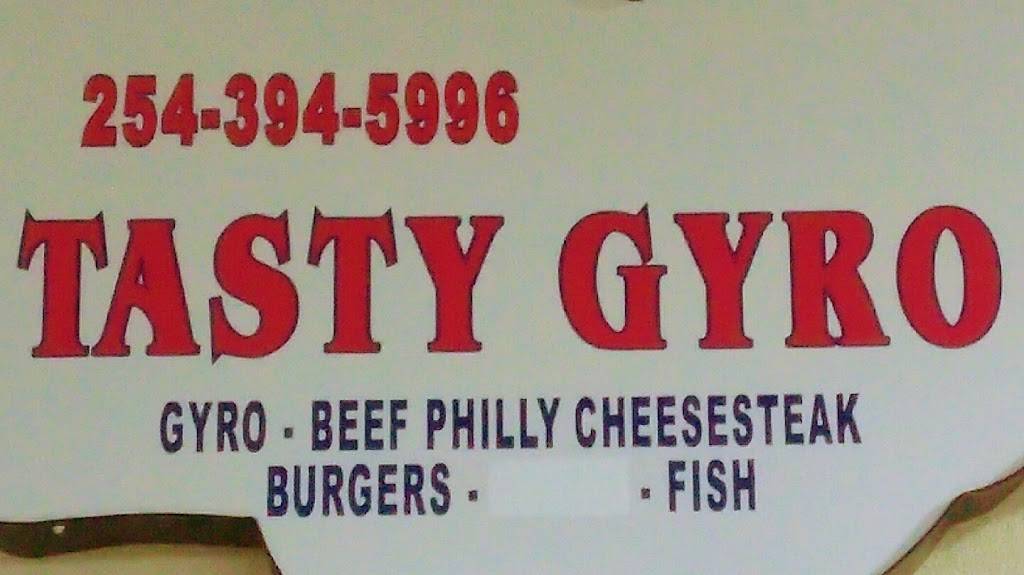 254-394-5996
TASTY GYRO
GYRO - BEEF PHILLY CHEESESTEAK
BURGERS - - FISH